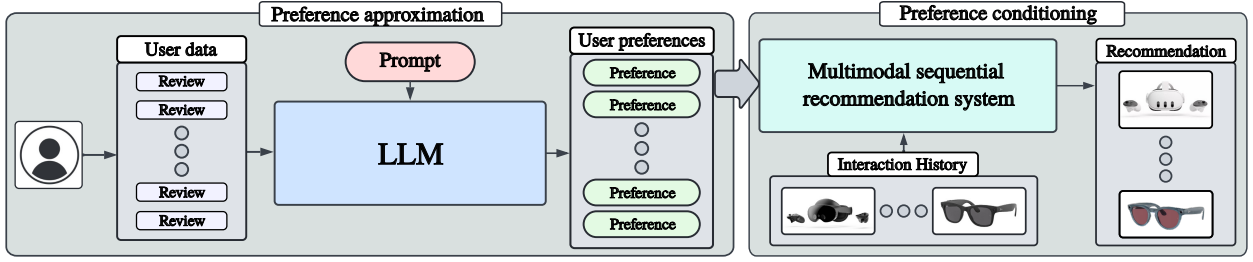 Preference approximation
User data
Review
Review
Review
Review
Prompt
LLM
User preferences
Preference
Preference
Preference
Preference
Preference conditioning
Multimodal sequential
recommendation system
Interaction History
Recommendation